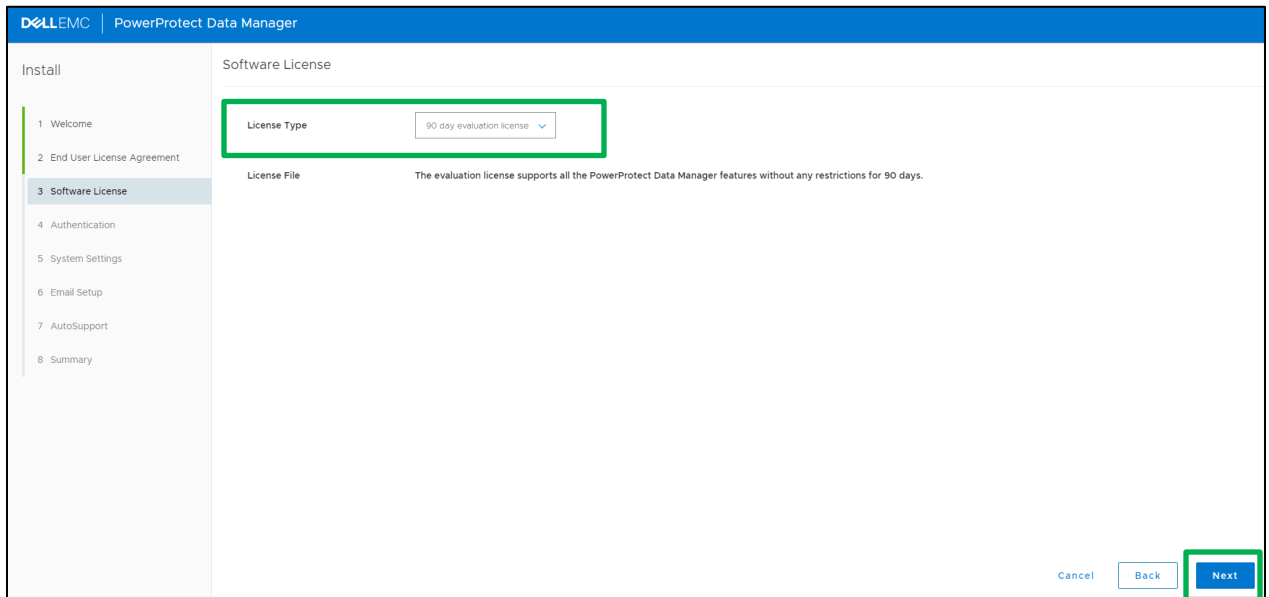 DELLEMC | PowerProtect Data Manager
Install
1 Welcome
2 End User License Agreement
3 Software License
4 Authentication
5 System Settings
6 Email Setup
7 AutoSupport
8 Summary
Software License
License Type 90 day evaluation license
License File The evaluation license supports all the PowerProtect Data Manager features without any restrictions for 90 days.
Cancel Back Next